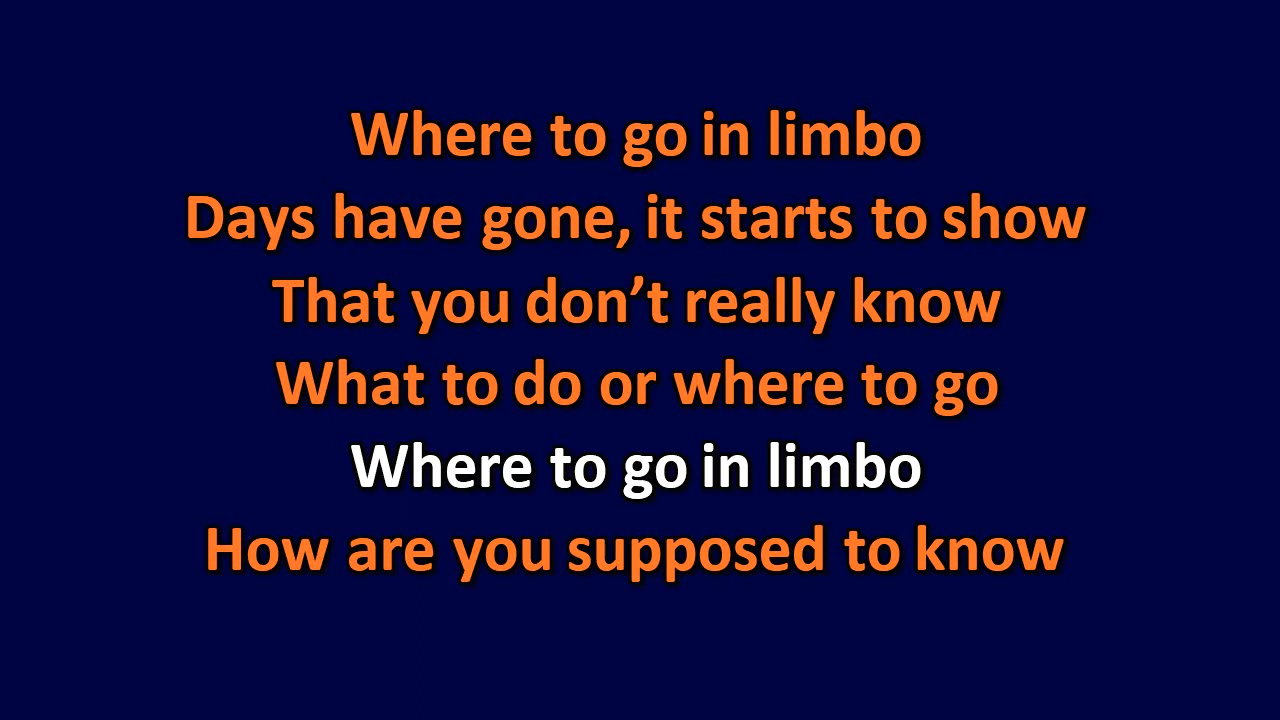 Where to go in limbo
Days have gone, it starts to show
That you don’t really know
What to do or where to go
Where to go in limbo
How are you supposed to know